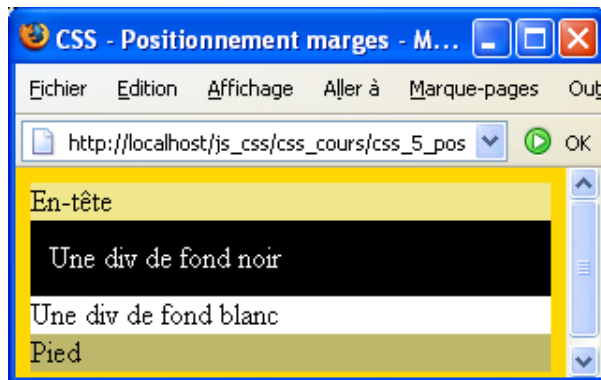 CSS - Positionnement marges - M...
Fichier Edition Affichage Aller à Marque-pages
http://localhost/js_css/css_cours/css_5_pos OK
En-tête
Une div de fond noir
Une div de fond blanc
Pied